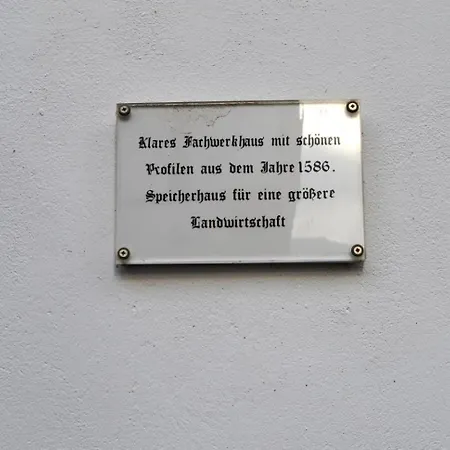 Klares Fachwerkhaus mit schönen
Profilen aus dem Jahre 1586.
Speicherhaus für eine größere
Landwirtschaft